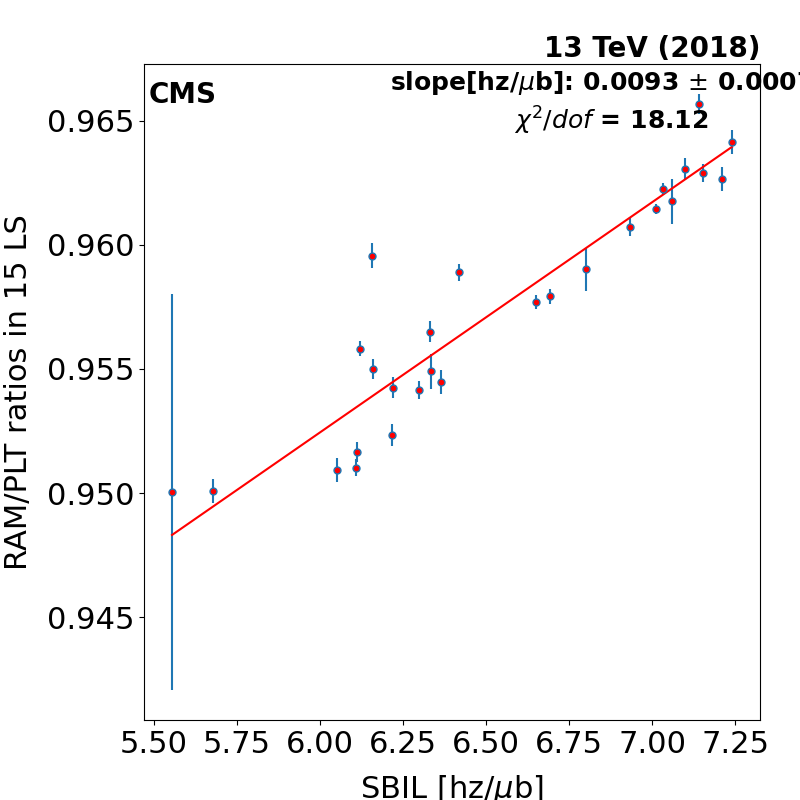 13 TeV (2018)
CMS
slope[hz/μb]: 0.0093 ± 0.0007
χ²/dof = 18.12
0.965
0.960
0.955
0.950
0.945
RAM/PLT ratios in 15 LS
5.50 5.75 6.00 6.25 6.50 6.75 7.00 7.25
SBIL [hz/μb]